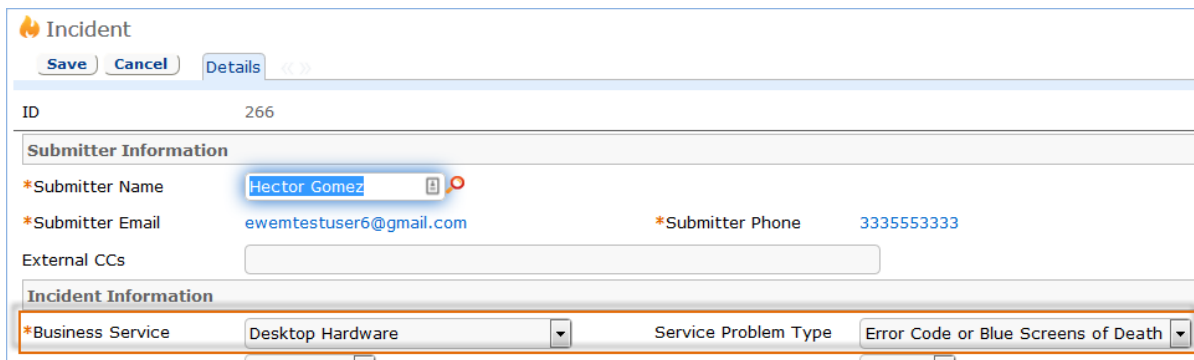 Incident
Save Cancel Details
ID 266
Submitter Information
*Submitter Name Hector Gomez
*Submitter Email ewemtestuser6@gmail.com *Submitter Phone 3335553333
External CCs
Incident Information
*Business Service Desktop Hardware Service Problem Type Error Code or Blue Screens of Death